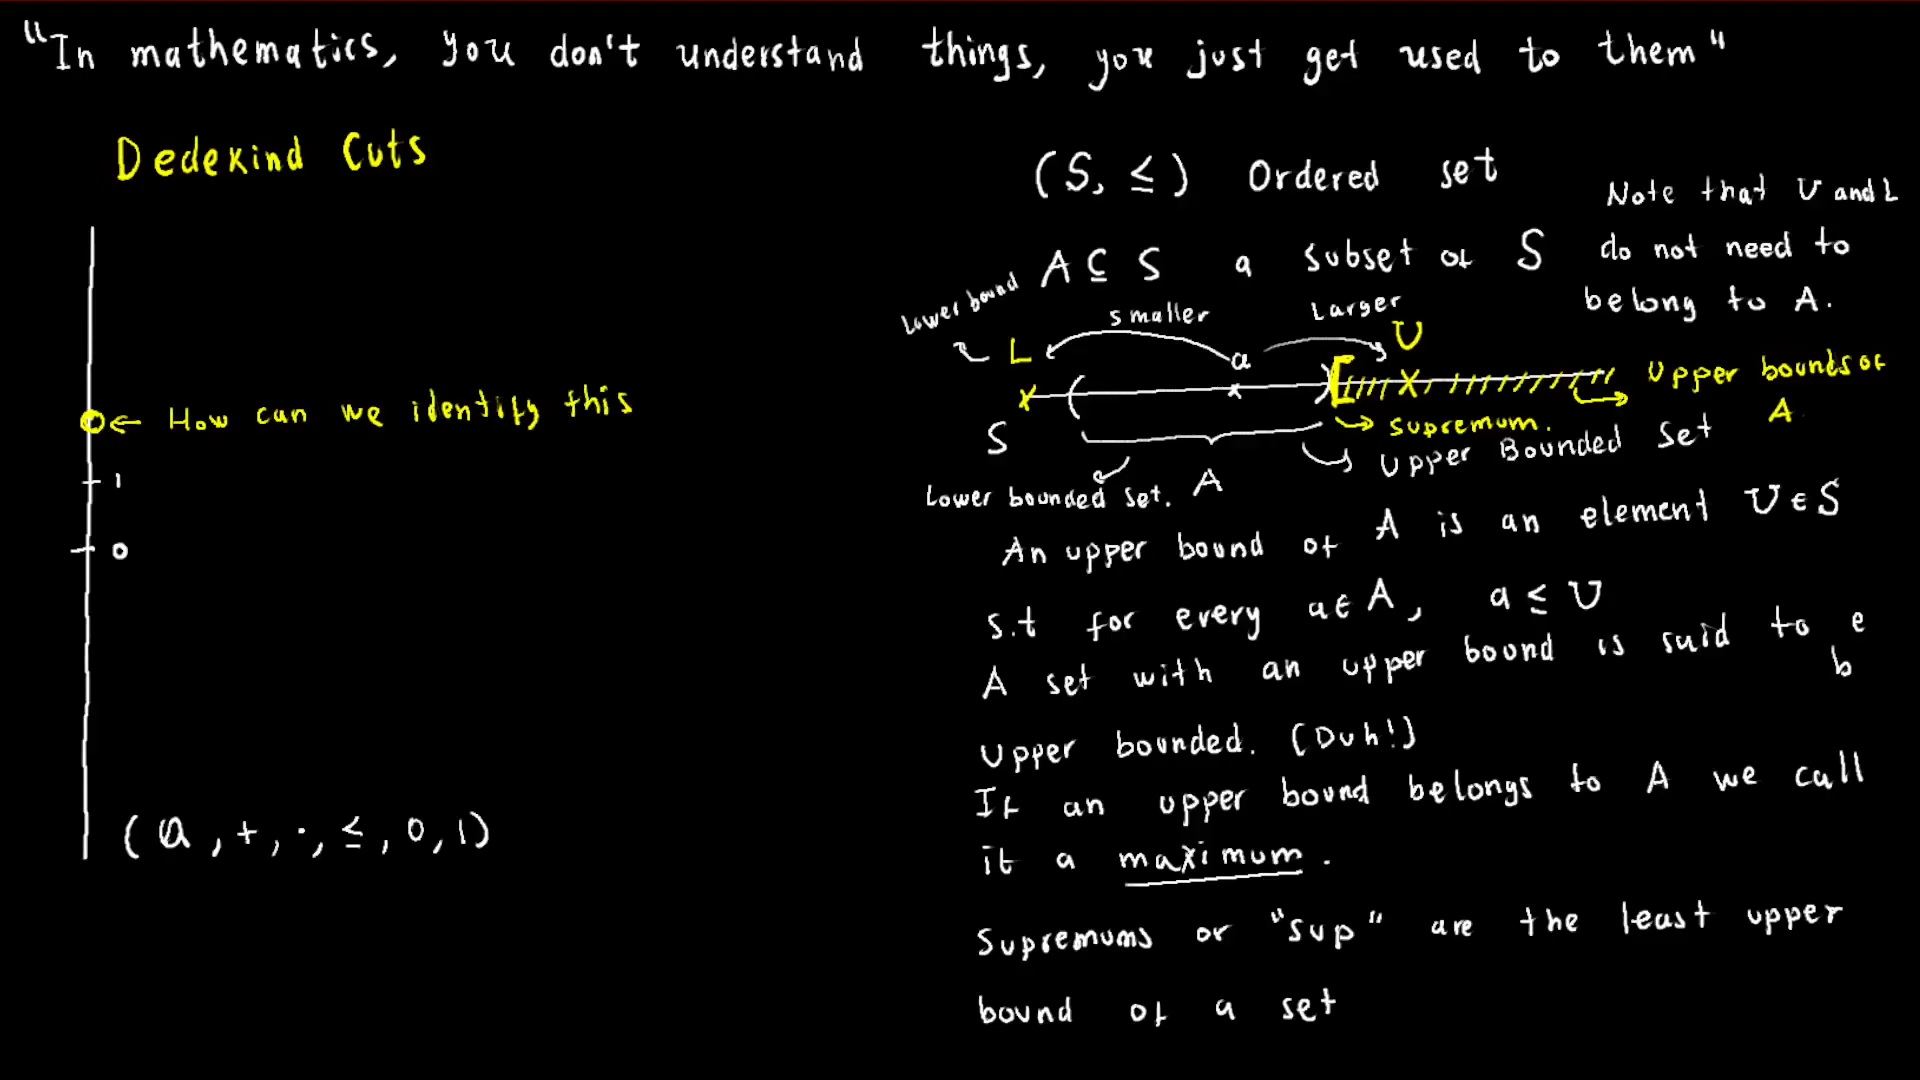 "In mathematics, you don't understand things, you just get used to them"
Dedekind Cuts
How can we identify this
1
0
(Q, +, ·, ≤, 0, 1)
(S, ≤) Ordered set
A ⊆ S a subset of S
Note that U and L
do not need to
belong to A.
Lower bound
smaller
Larger
L
a
U
Upper bounds of
A
S
supremum.
Upper Bounded Set
Lower bounded set.
A
An upper bound of A is an element U ∈ S
s.t for every a ∈ A, a ≤ U
A set with an upper bound is said to be
upper bounded. (Duh!)
If an upper bound belongs to A we call
it a maximum.
Supremums or "sup" are the least upper
bound of a set